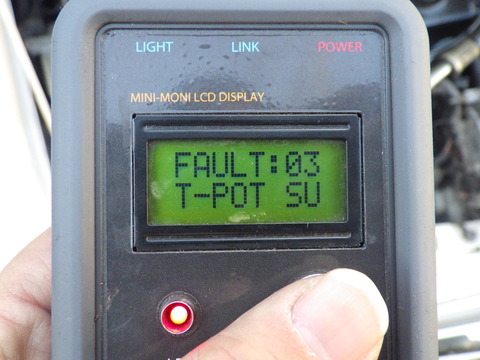 LIGHT LINK POWER
MINI-MONI LCD DISPLAY
FAULT:03
T-POT SU